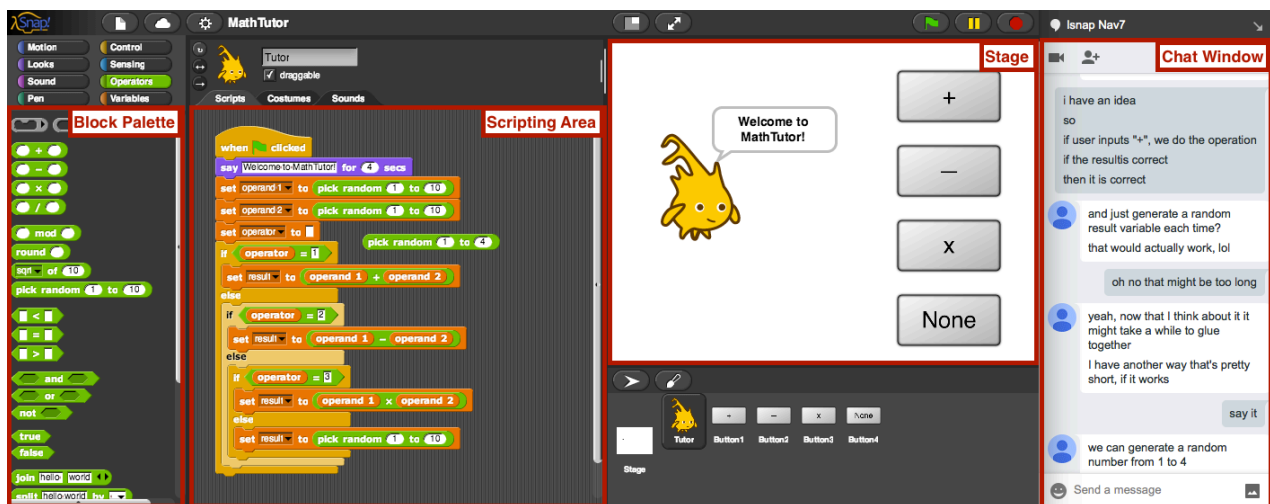 Snap!
MathTutor
Isnap Nav7
Motion
Control
Looks
Sensing
Sound
Operators
Pen
Variables
Tutor
draggable
Scripts
Costumes
Sounds
Stage
Chat Window
Block Palette
Scripting Area
+
−
×
/
mod
round
sqrt of 10
pick random 1 to 10
<
=
>
and
or
not
true
false
join hello world
split hello world by
when clicked
say Welcome to MathTutor! for 4 secs
set operand 1 to pick random 1 to 10
set operand 2 to pick random 1 to 10
set operator to
pick random 1 to 4
if operator = 1
set result to operand 1 + operand 2
else
if operator = 2
set result to operand 1 − operand 2
else
if operator = 3
set result to operand 1 × operand 2
else
set result to pick random 1 to 10
Welcome to
MathTutor!
+
—
x
None
Stage
Tutor
+
Button1
-
Button2
x
Button3
None
Button4
i have an idea
so
if user inputs "+", we do the operation
if the resultis correct
then it is correct
and just generate a random
result variable each time?
that would actually work, lol
oh no that might be too long
yeah, now that I think about it it
might take a while to glue
together
I have another way that's pretty
short, if it works
say it
we can generate a random
number from 1 to 4
Send a message